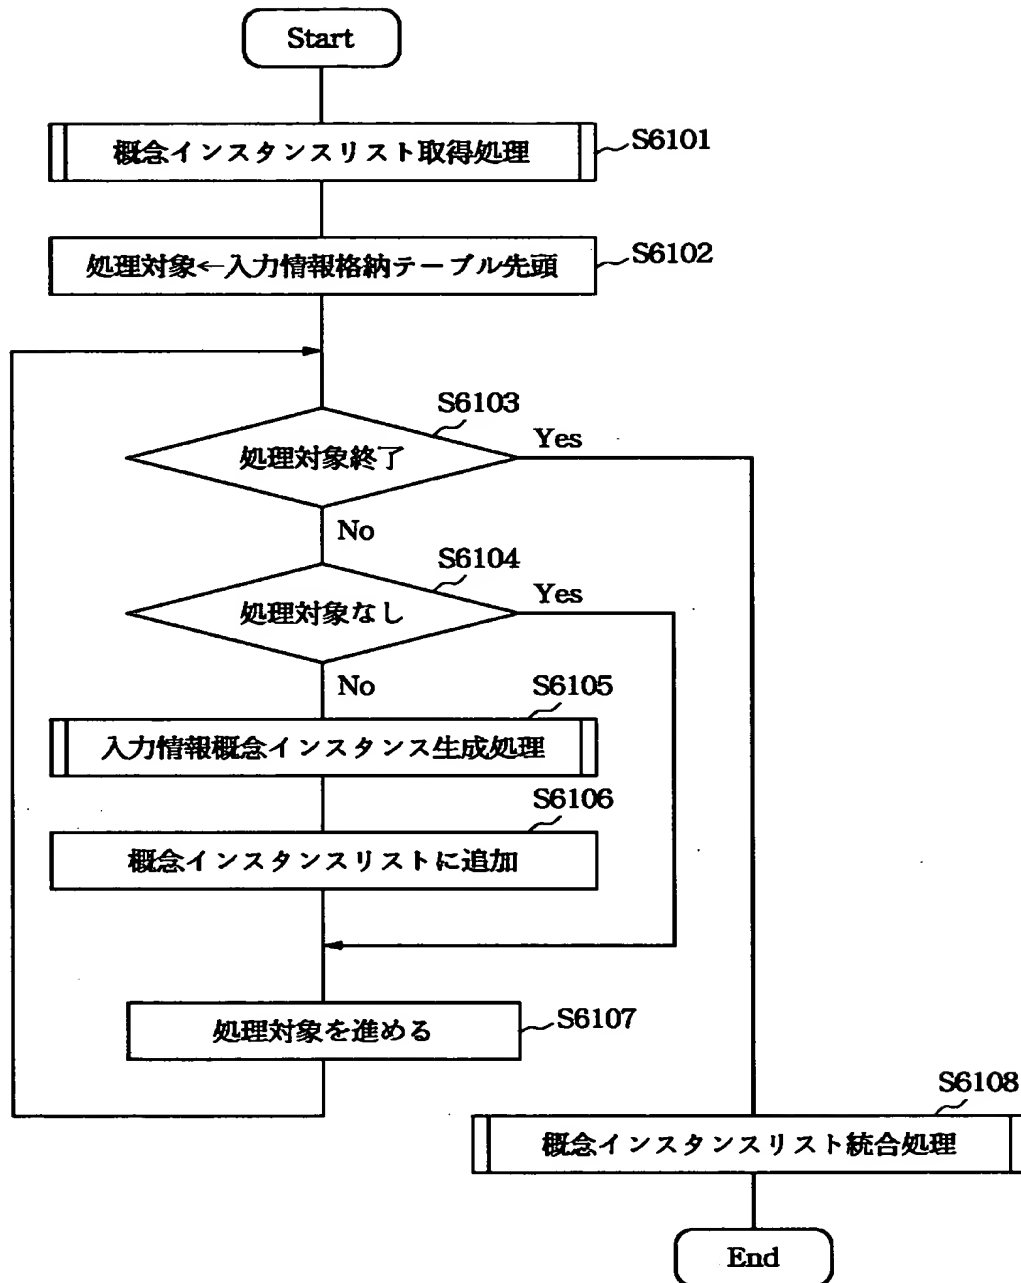 Start
概念インスタンスリスト取得処理
S6101
処理対象←入力情報格納テーブル先頭
S6102
S6103
処理対象終了
Yes
No
S6104
処理対象なし
Yes
No
S6105
入力情報概念インスタンス生成処理
S6106
概念インスタンスリストに追加
処理対象を進める
S6107
S6108
概念インスタンスリスト統合処理
End